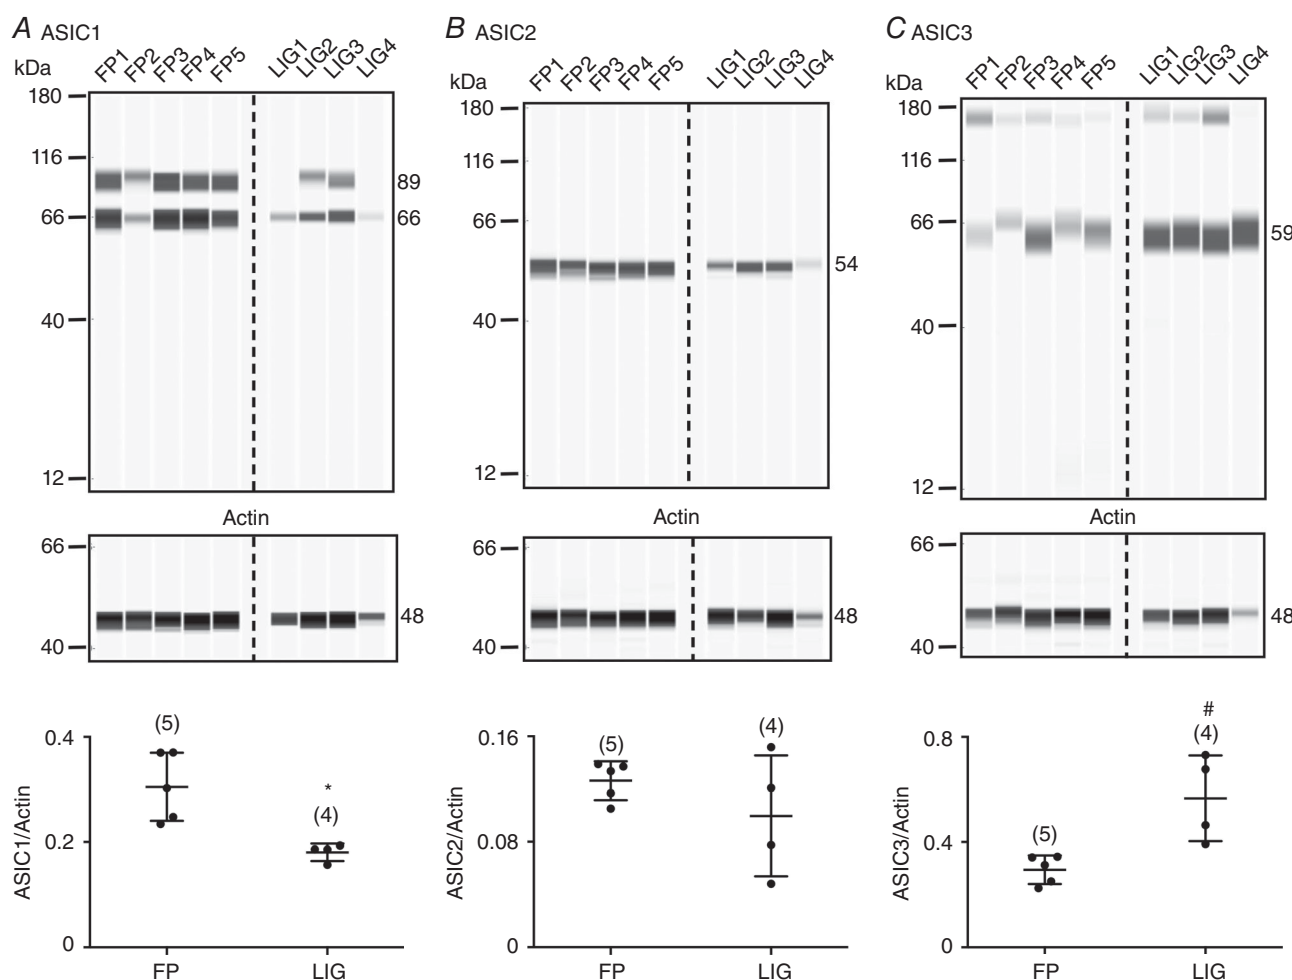 A ASIC1
kDa
FP1 FP2 FP3 FP4 FP5 LIG1 LIG2 LIG3 LIG4
180
116
89
66 66
40
12
Actin
66
48
40
0.4
(5)
*
(4)
0.2
0
ASIC1/Actin
FP LIG
B ASIC2
kDa
FP1 FP2 FP3 FP4 FP5 LIG1 LIG2 LIG3 LIG4
180
116
66
54
40
12
Actin
66
48
40
0.16
(5)
(4)
0.08
0
ASIC2/Actin
FP LIG
C ASIC3
kDa
FP1 FP2 FP3 FP4 FP5 LIG1 LIG2 LIG3 LIG4
180
116
66
59
40
12
Actin
66
48
40
0.8
#
(4)
(5)
0.4
0
ASIC3/Actin
FP LIG